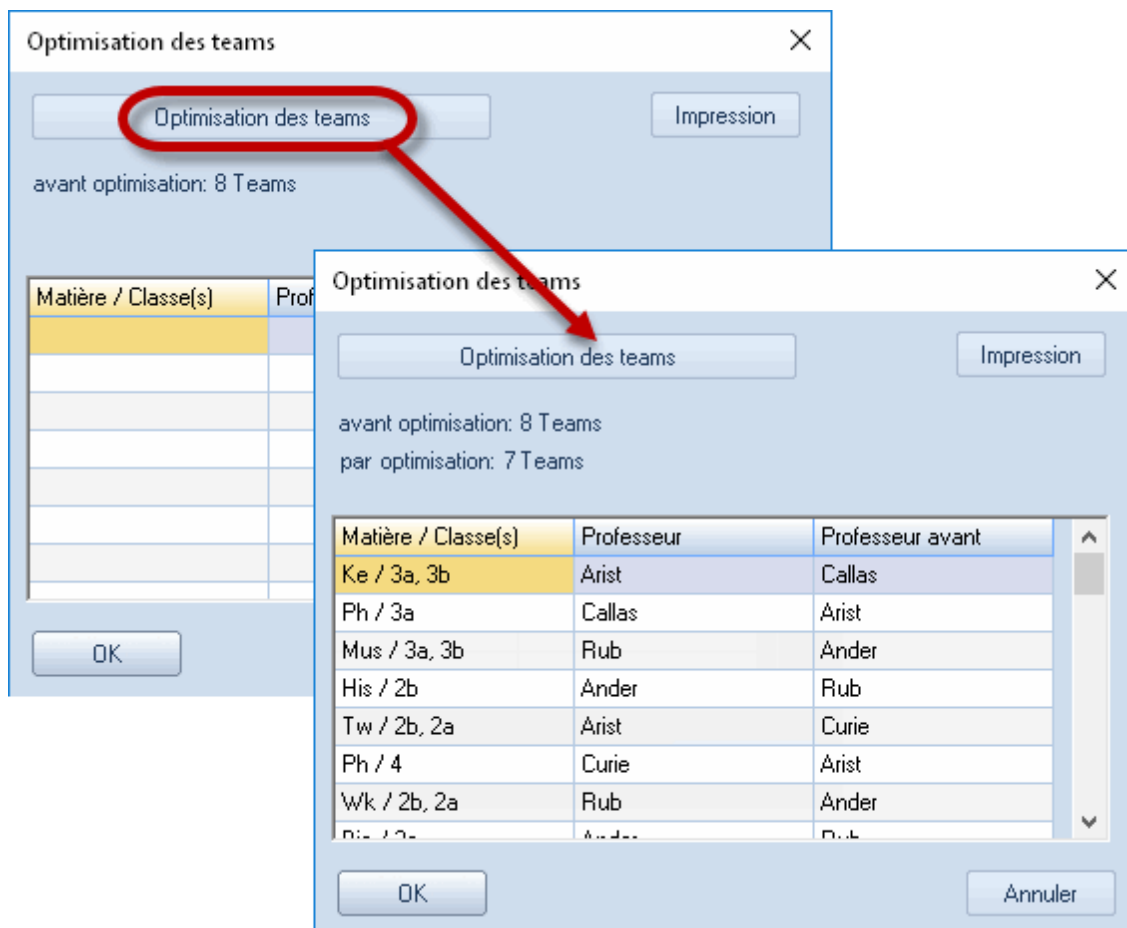 Optimisation des teams
Optimisation des teams Impression
avant optimisation: 8 Teams
Matière / Classe(s) Prof
OK
Optimisation des teams
Optimisation des teams Impression
avant optimisation: 8 Teams
par optimisation: 7 Teams
Matière / Classe(s) Professeur Professeur avant
Ke / 3a, 3b Arist Callas
Ph / 3a Callas Arist
Mus / 3a, 3b Rub Ander
His / 2b Ander Rub
Tw / 2b, 2a Arist Curie
Ph / 4 Curie Arist
Wk / 2b, 2a Rub Ander
Ander Rub
OK Annuler